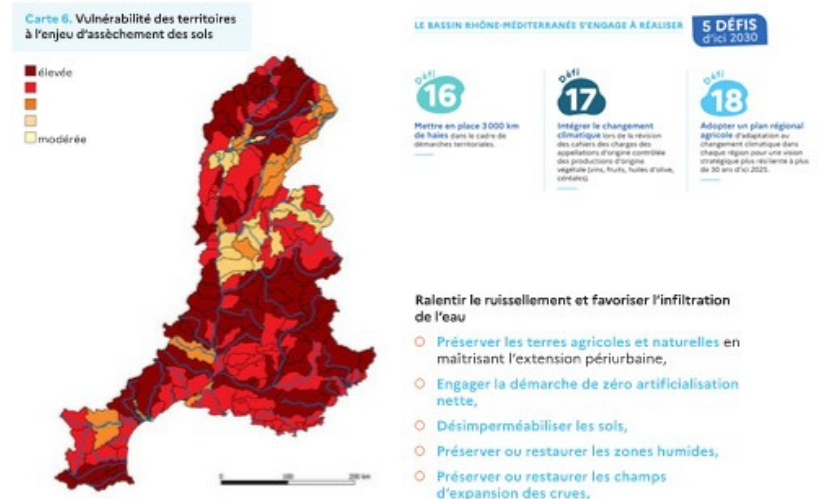 Carte 6. Vulnérabilité des territoires
à l'enjeu d'assèchement des sols
élevée
modérée
0 100 200 km
LE BASSIN RHÔNE-MÉDITERRANÉE S'ENGAGE À RÉALISER
5 DÉFIS
d'ici 2030
Défi
16
Mettre en place 3000 km
de haies dans le cadre de
démarches territoriales.
Défi
17
Intégrer le changement
climatique lors de la révision
des cahiers des charges des
appellations d'origine contrôlée
des productions d'origine
végétale (vins, fruits, huiles d'olive,
céréales)
Défi
18
Adopter un plan régional
agricole d'adaptation au
changement climatique dans
chaque région pour une vision
stratégique plus résiliente à plus
de 30 ans d'ici 2025.
Ralentir le ruissellement et favoriser l'infiltration
de l'eau
Préserver les terres agricoles et naturelles en
maîtrisant l'extension périurbaine,
Engager la démarche de zéro artificialisation
nette,
Désimperméabiliser les sols,
Préserver ou restaurer les zones humides,
Préserver ou restaurer les champs
d'expansion des crues,